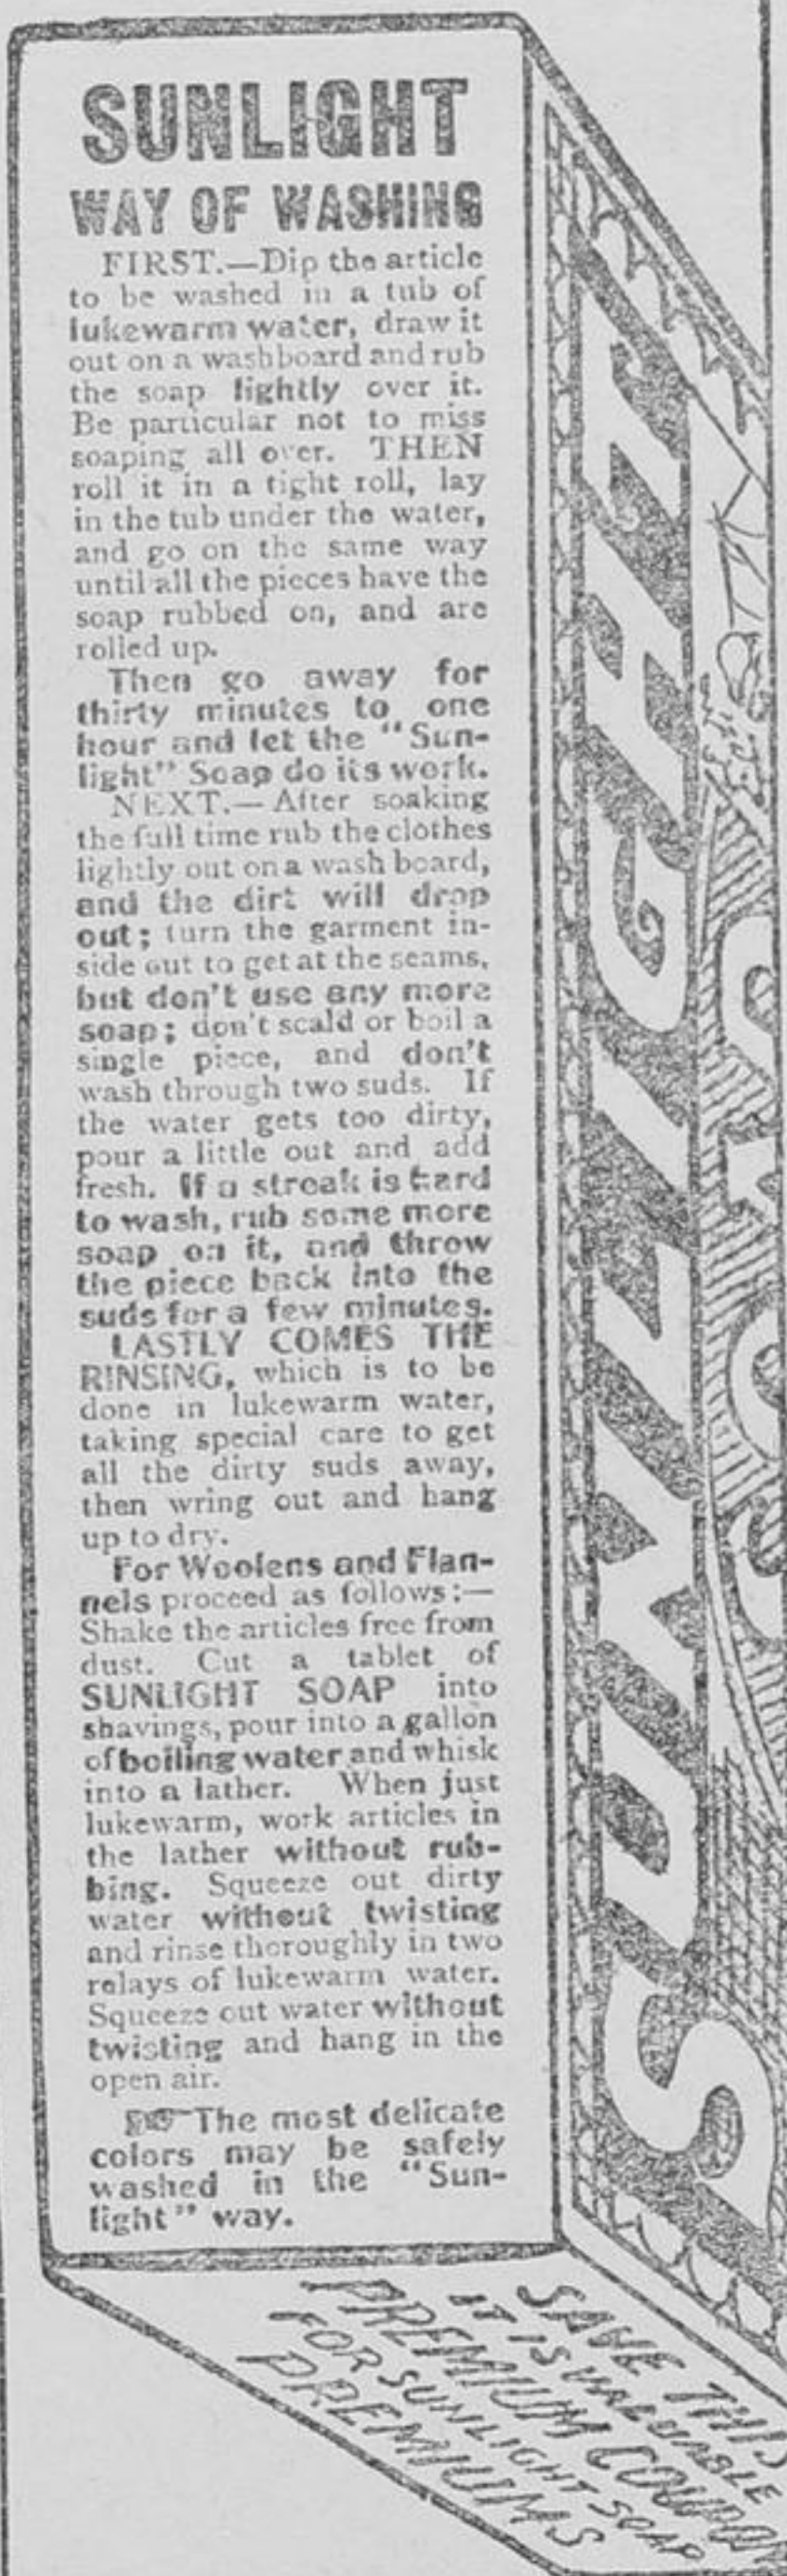 SUNLIGHT
WAY OF WASHING
FIRST.—Dip the article
to be washed in a tub of
lukewarm water, draw it
out on a washboard and rub
the soap lightly over it.
Be particular not to miss
soaping all over. THEN
roll it in a tight roll, lay
in the tub under the water,
and go on the same way
until all the pieces have the
soap rubbed on, and are
rolled up.
Then go away for
thirty minutes to one
hour and let the "Sun-
light" Soap do its work.
NEXT.—After soaking
the full time rub the clothes
lightly out on a wash board,
and the dirt will drop
out; turn the garment in-
side out to get at the seams,
but don't use any more
soap; don't scald or boil a
single piece, and don't
wash through two suds. If
the water gets too dirty,
pour a little out and add
fresh. If a streak is hard
to wash, rub some more
soap on it, and throw
the piece back into the
suds for a few minutes.
LASTLY COMES THE
RINSING, which is to be
done in lukewarm water,
taking special care to get
all the dirty suds away,
then wring out and hang
up to dry.
For Woolens and Flan-
nels proceed as follows:—
Shake the articles free from
dust. Cut a tablet of
SUNLIGHT SOAP into
shavings, pour into a gallon
of boiling water and whisk
into a lather. When just
lukewarm, work articles in
the lather without rub-
bing. Squeeze out dirty
water without twisting
and rinse thoroughly in two
relays of lukewarm water.
Squeeze out water without
twisting and hang in the
open air.
☞ The most delicate
colors may be safely
washed in the "Sun-
light" way.
SUNLIGHT
SAVE THIS
IT IS VALUABLE
PREMIUM COUPON
FOR SUNLIGHT SOAP
PREMIUMS